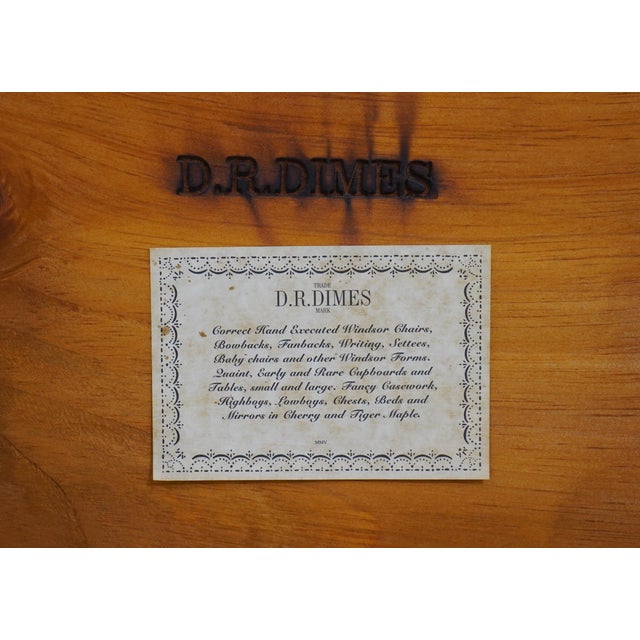 D.R.DIMES
TRADE
D.R.DIMES
MARK
Correct Hand Executed Windsor Chairs,
Bowbacks, Fanbacks, Writing, Settees,
Baby chairs and other Windsor Forms.
Quaint, Early and Rare Cupboards and
Tables, small and large. Fancy Casework,
-Highboys, Lowboys, Chests, Beds and
Mirrors in Cherry and Tiger Maple.
MMV